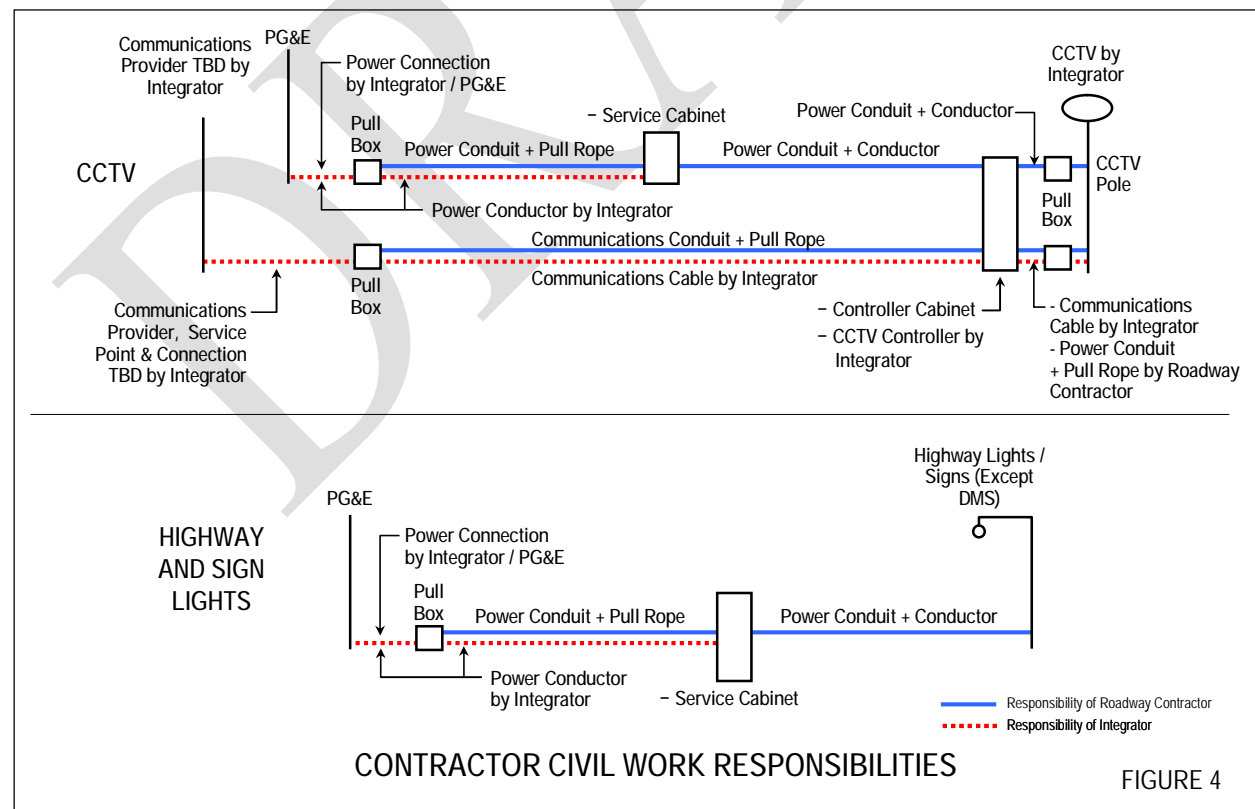 DRA
Communications
Provider TBD by
Integrator
PG&E
Power Connection
by Integrator / PG&E
CCTV by
Integrator
Pull
Box
Power Conduit + Pull Rope
– Service Cabinet
Power Conduit + Conductor
Power Conduit + Conductor
CCTV
CCTV
Pole
Pull
Box
Power Conductor by Integrator
Communications Conduit + Pull Rope
Communications Cable by Integrator
Pull
Box
Communications
Provider, Service
Point & Connection
TBD by Integrator
– Controller Cabinet
– CCTV Controller by
Integrator
- Communications
Cable by Integrator
- Power Conduit
+ Pull Rope by Roadway
Contractor
HIGHWAY
AND SIGN
LIGHTS
PG&E
Power Connection
by Integrator / PG&E
Highway Lights /
Signs (Except
DMS)
Pull
Box
Power Conduit + Pull Rope
Power Conduit + Conductor
Power Conductor
by Integrator
– Service Cabinet
Responsibility of Roadway Contractor
Responsibility of Integrator
CONTRACTOR CIVIL WORK RESPONSIBILITIES
FIGURE 4